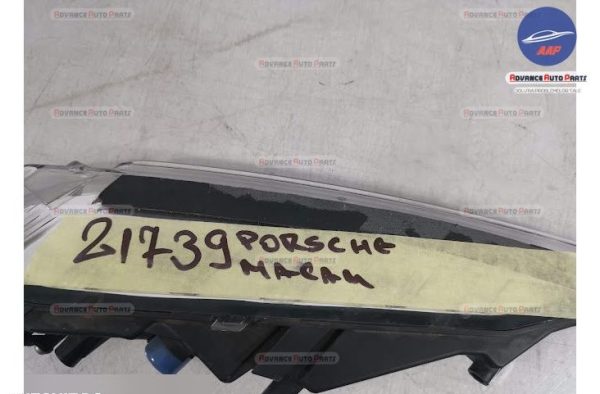 AAP
ADVANCE AUTO PARTS
21739 PORSCHE
MACAN